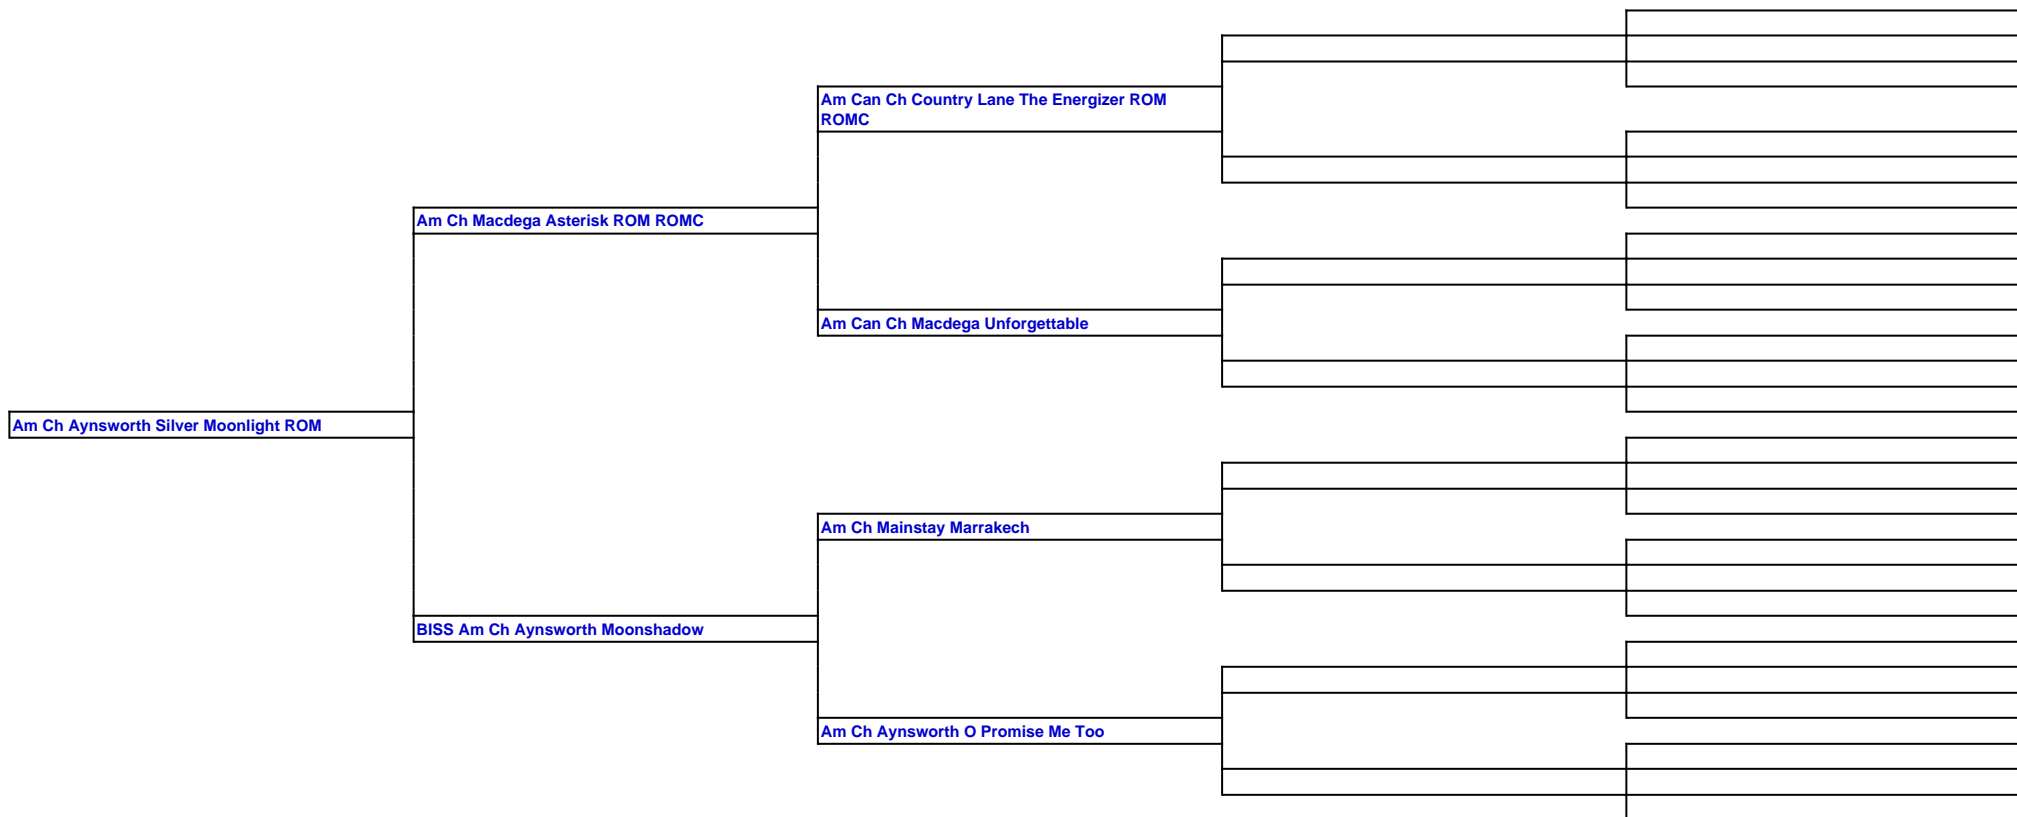 Am Can Ch Country Lane The Energizer ROM
ROMC
Am Ch Macdega Asterisk ROM ROMC
Am Can Ch Macdega Unforgettable
Am Ch Aynsworth Silver Moonlight ROM
Am Ch Mainstay Marrakech
BISS Am Ch Aynsworth Moonshadow
Am Ch Aynsworth O Promise Me Too